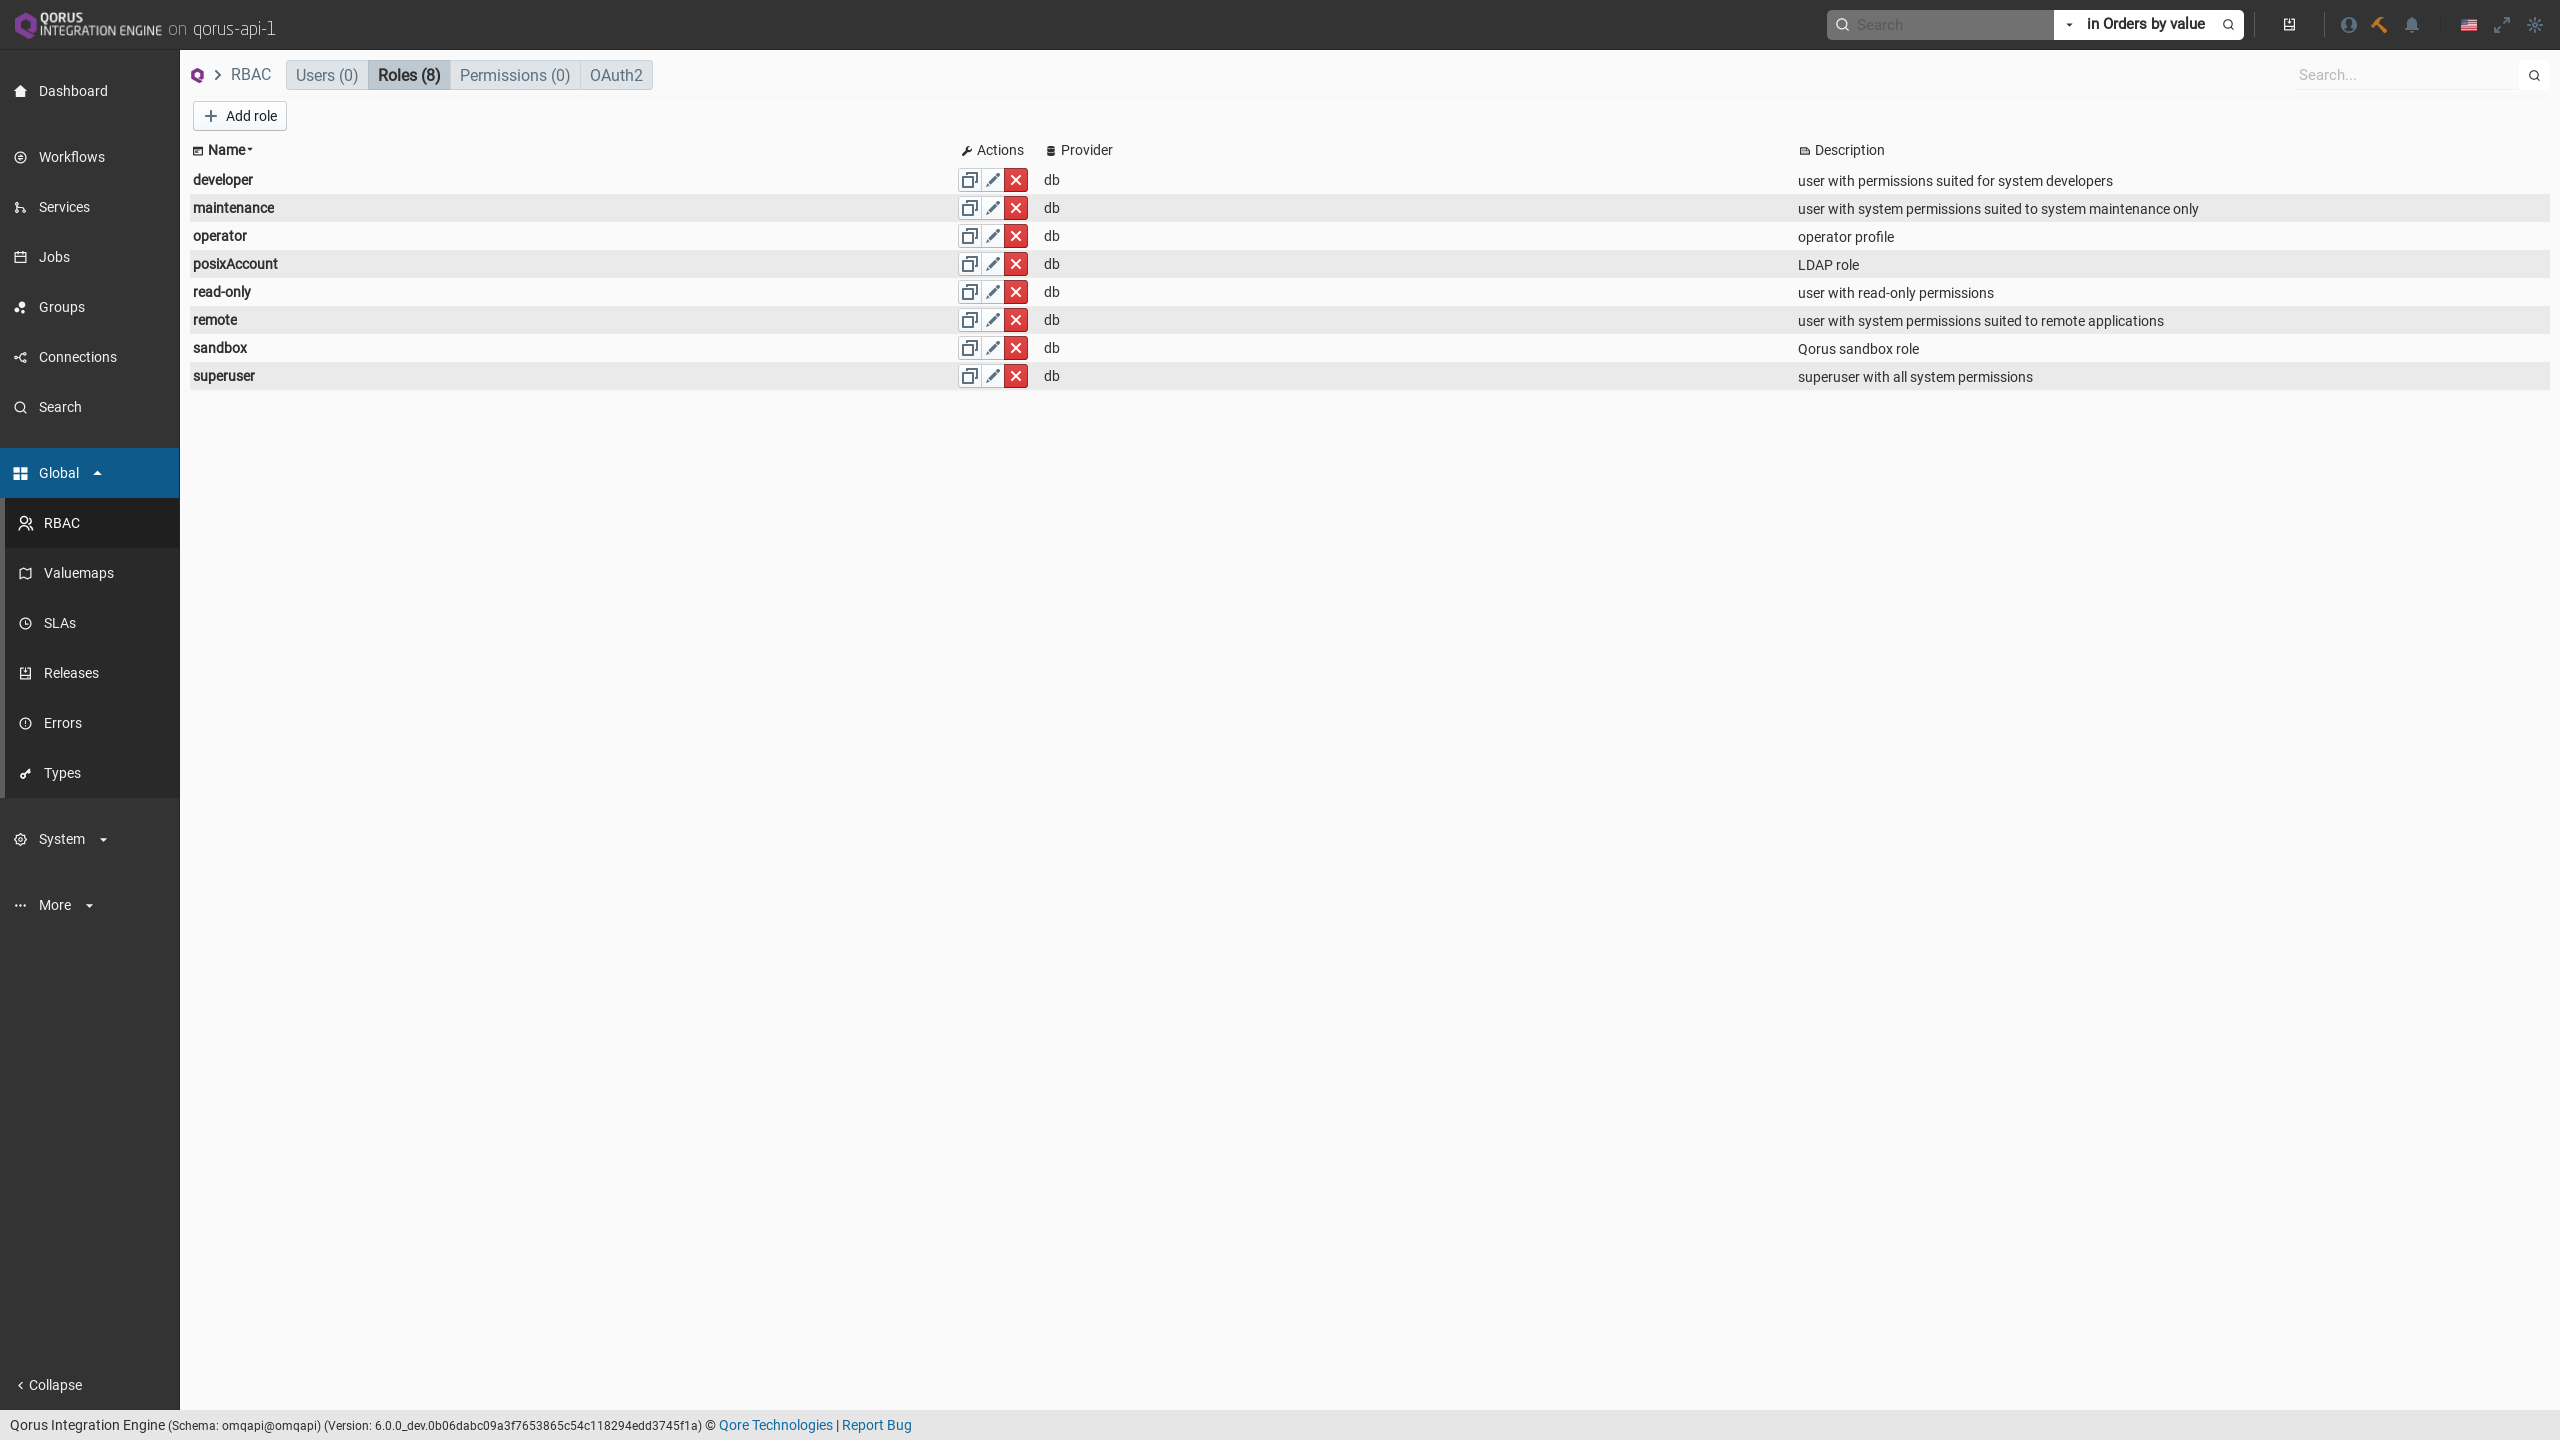 QORUS
INTEGRATION ENGINE on qorus-api-1
Search
in Orders by value
Dashboard
Workflows
Services
Jobs
Groups
Connections
Search
Global
RBAC
Valuemaps
SLAs
Releases
Errors
Types
System
More
Collapse
RBAC Users (0) Roles (8) Permissions (0) OAuth2
Search...
Add role
Name Actions Provider Description
developer db user with permissions suited for system developers
maintenance db user with system permissions suited to system maintenance only
operator db operator profile
posixAccount db LDAP role
read-only db user with read-only permissions
remote db user with system permissions suited to remote applications
sandbox db Qorus sandbox role
superuser db superuser with all system permissions
Qorus Integration Engine (Schema: omqapi@omqapi) (Version: 6.0.0_dev.0b06dabc09a3f7653865c54c118294edd3745f1a) © Qore Technologies | Report Bug